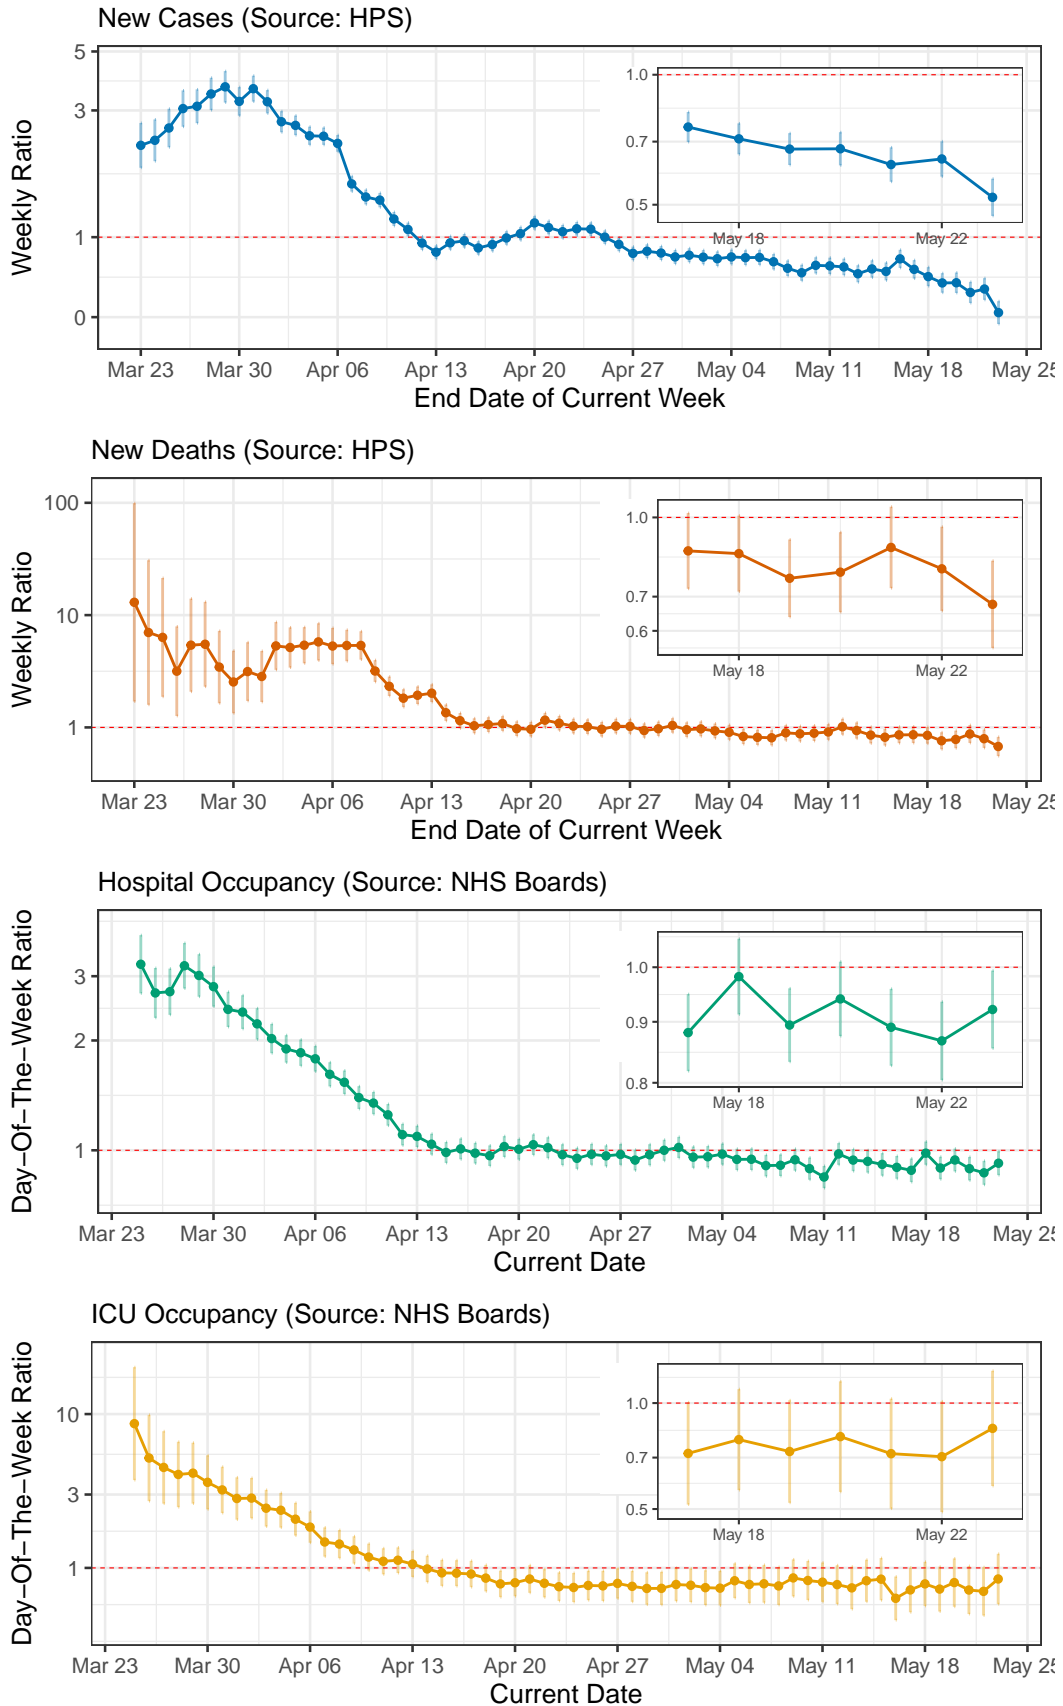 New Cases (Source: HPS)
Weekly Ratio
5
3
1
0
1.0
0.7
0.5
May 18 May 22
Mar 23 Mar 30 Apr 06 Apr 13 Apr 20 Apr 27 May 04 May 11 May 18 May 25
End Date of Current Week
New Deaths (Source: HPS)
Weekly Ratio
100
10
1
1.0
0.7
0.6
May 18 May 22
Mar 23 Mar 30 Apr 06 Apr 13 Apr 20 Apr 27 May 04 May 11 May 18 May 25
End Date of Current Week
Hospital Occupancy (Source: NHS Boards)
Day−Of−The−Week Ratio
3
2
1
1.0
0.9
0.8
May 18 May 22
Mar 23 Mar 30 Apr 06 Apr 13 Apr 20 Apr 27 May 04 May 11 May 18 May 25
Current Date
ICU Occupancy (Source: NHS Boards)
Day−Of−The−Week Ratio
10
3
1
1.0
0.7
0.5
May 18 May 22
Mar 23 Mar 30 Apr 06 Apr 13 Apr 20 Apr 27 May 04 May 11 May 18 May 25
Current Date